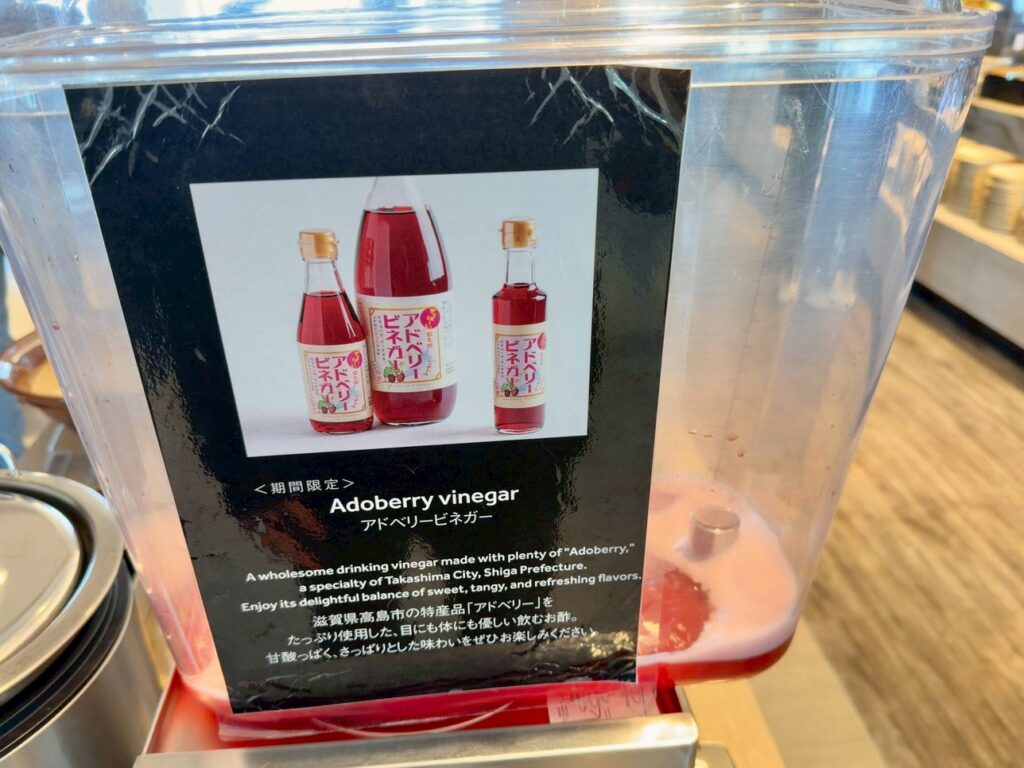 アドベリー
ビネガー
アドベリー
ビネガー
アドベリー
ビネガー
<期間限定>
Adoberry vinegar
アドベリービネガー
A wholesome drinking vinegar made with plenty of "Adoberry,"
a specialty of Takashima City, Shiga Prefecture.
Enjoy its delightful balance of sweet, tangy, and refreshing flavors.
滋賀県高島市の特産品「アドベリー」を
たっぷり使用した、目にも体にも優しい飲むお酢。
甘酸っぱく、さっぱりとした味わいをぜひお楽しみください。